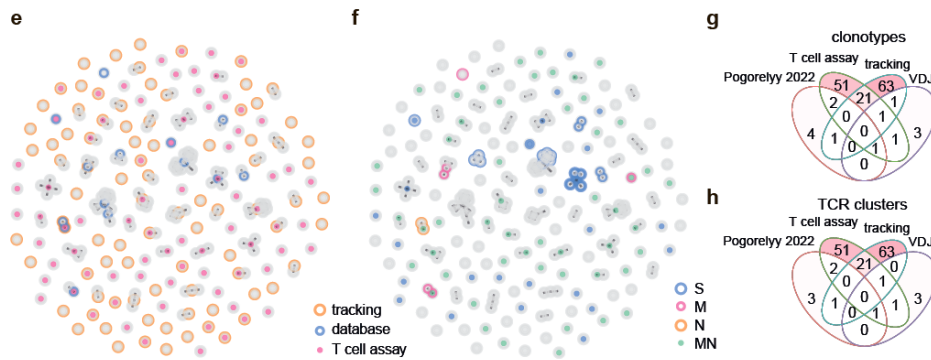 e
f
g
clonotypes
T cell assay
tracking
Pogorelyy 2022
VDJ
51
63
2
21
1
0
0
4
1
1
3
0
1
0
0
h
TCR clusters
T cell assay
tracking
Pogorelyy 2022
VDJ
51
63
2
21
0
0
0
3
1
1
3
0
1
0
0
tracking
database
T cell assay
S
M
N
MN